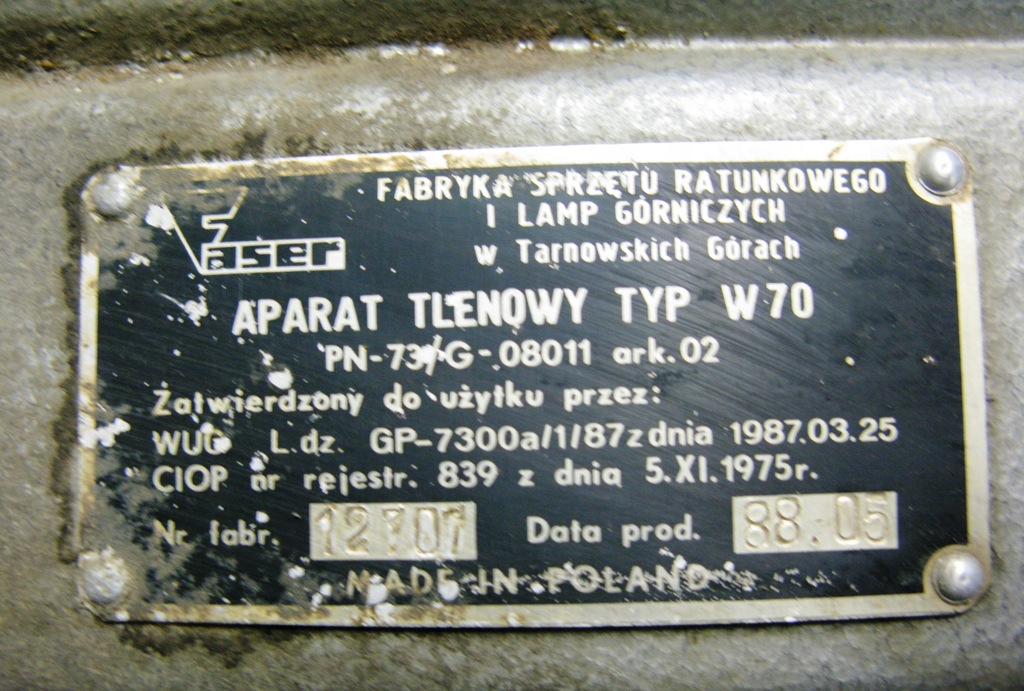 Faser
FABRYKA SPRZĘTU RATUNKOWEGO
I LAMP GÓRNICZYCH
w Tarnowskich Górach
APARAT TLENOWY TYP W70
PN-73/G-08011 ark.02
Zatwierdzony do użytku przez:
WUG L.dz. GP-7300a/1/87z dnia 1987.03.25
CIOP nr rejestr. 839 z dnia 5.XI.1975r.
Nr fabr. Data prod. 88.05
MADE IN POLAND